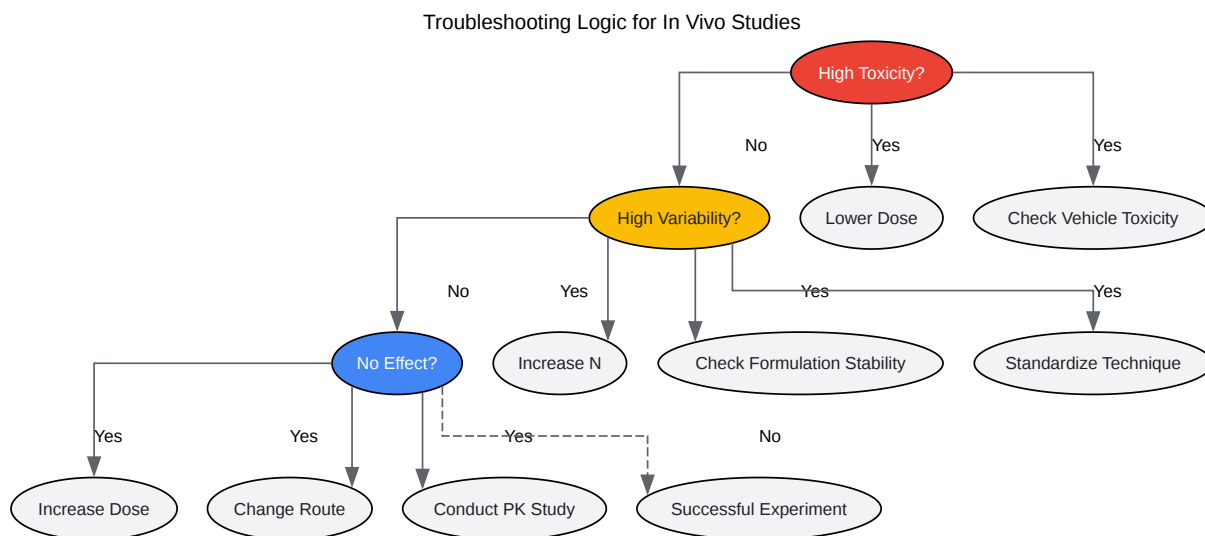 Troubleshooting Logic for In Vivo Studies
High Toxicity?
No
Yes
Yes
High Variability?
Lower Dose
Check Vehicle Toxicity
No
Yes
Yes
Yes
No Effect?
Increase N
Check Formulation Stability
Standardize Technique
Yes
Yes
Yes
No
Increase Dose
Change Route
Conduct PK Study
Successful Experiment